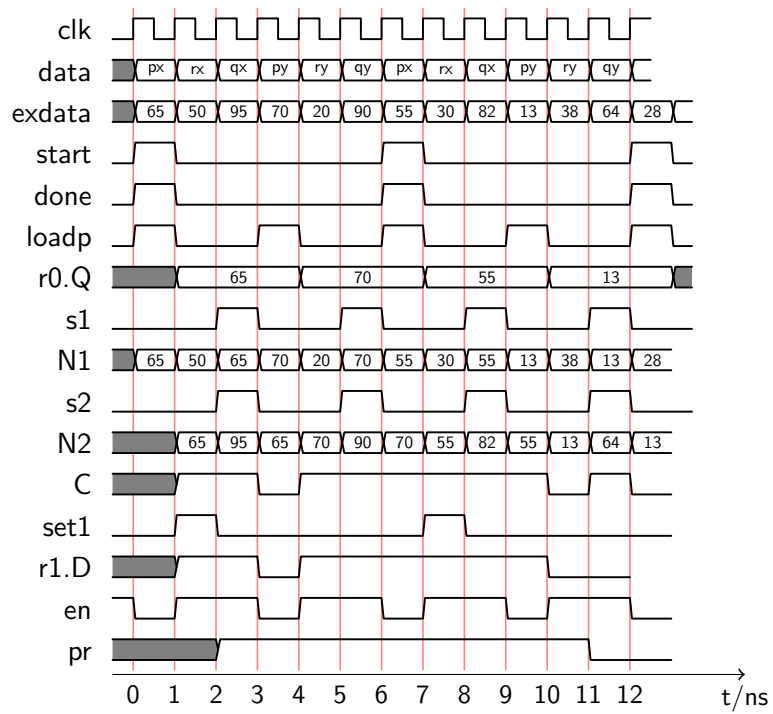 clk
data px rx qx py ry qy px rx qx py ry qy
exdata 65 50 95 70 20 90 55 30 82 13 38 64 28
start
done
loadp
r0.Q 65 70 55 13
s1
N1 65 50 65 70 20 70 55 30 55 13 38 13 28
s2
N2 65 95 65 70 90 70 55 82 55 13 64 13
C
set1
r1.D
en
pr
0 1 2 3 4 5 6 7 8 9 10 11 12 t/ns